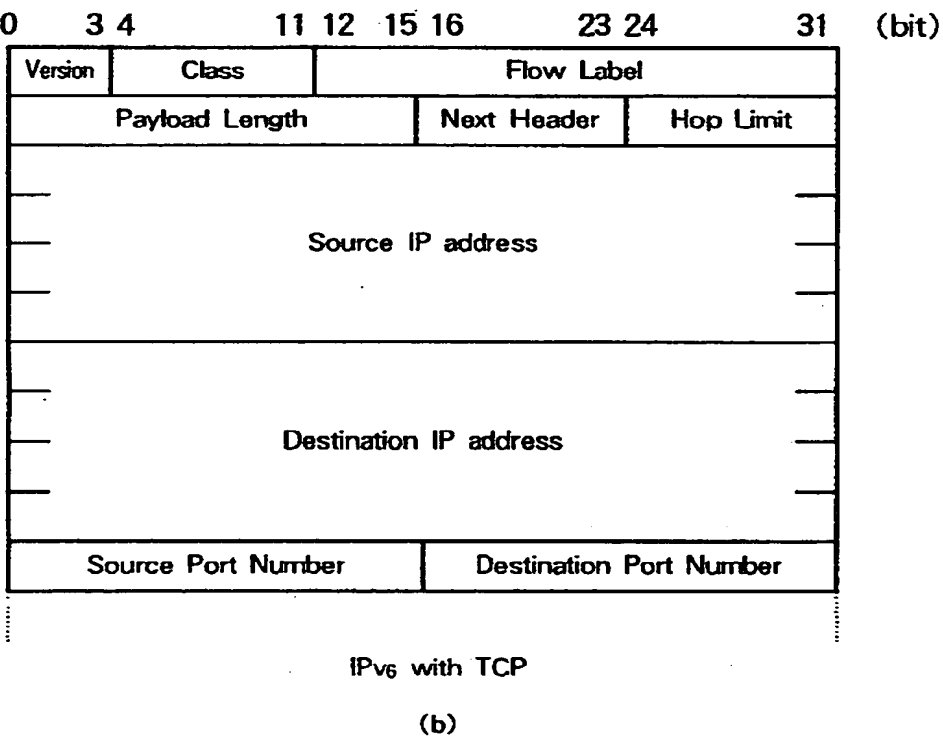 0 3 4 11 12 15 16 23 24 31 (bit)
Version Class Flow Label
Payload Length Next Header Hop Limit
Source IP address
Destination IP address
Source Port Number Destination Port Number
IPv6 with TCP
(b)